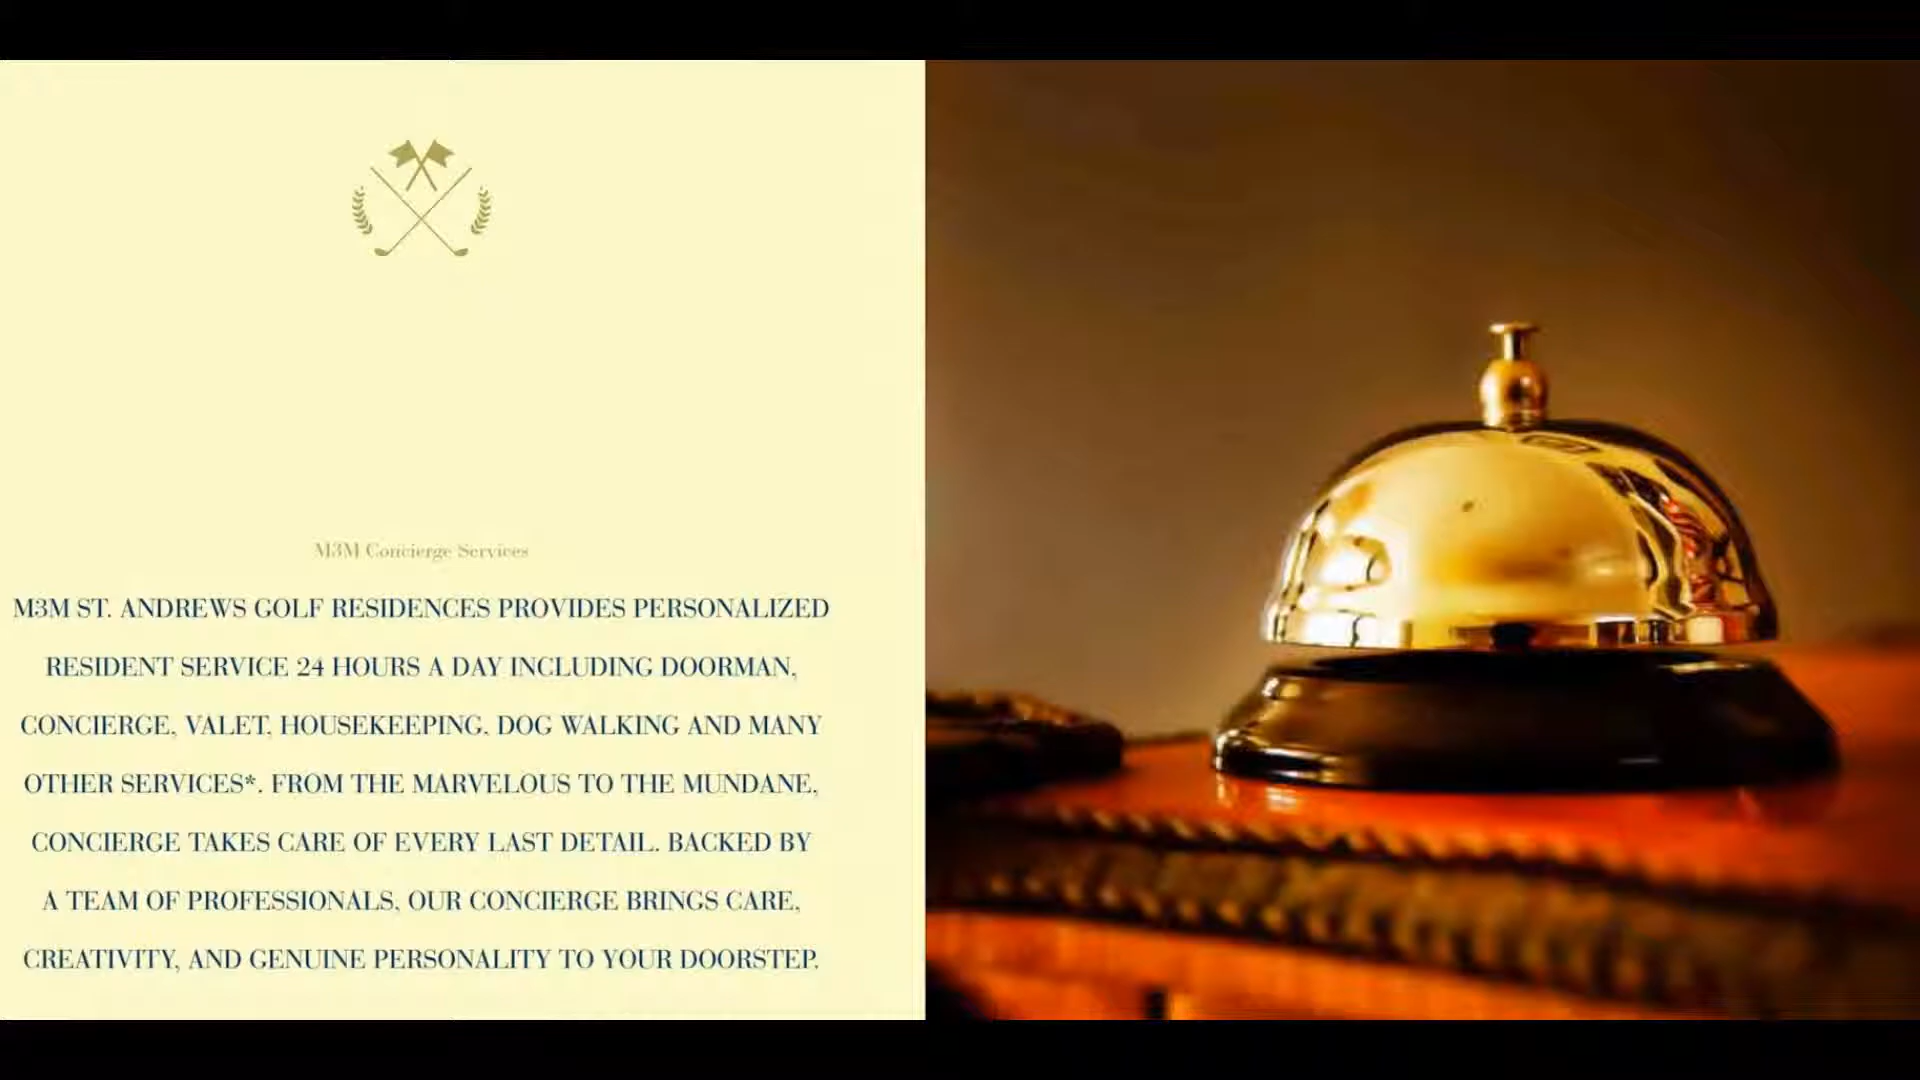 M3M Concierge Services
M3M ST. ANDREWS GOLF RESIDENCES PROVIDES PERSONALIZED
RESIDENT SERVICE 24 HOURS A DAY INCLUDING DOORMAN,
CONCIERGE, VALET, HOUSEKEEPING, DOG WALKING AND MANY
OTHER SERVICES*. FROM THE MARVELOUS TO THE MUNDANE,
CONCIERGE TAKES CARE OF EVERY LAST DETAIL. BACKED BY
A TEAM OF PROFESSIONALS, OUR CONCIERGE BRINGS CARE,
CREATIVITY, AND GENUINE PERSONALITY TO YOUR DOORSTEP.